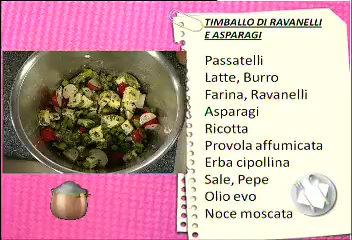 TIMBALLO DI RAVANELLI
E ASPARAGI
Passatelli
Latte, Burro
Farina, Ravanelli
Asparagi
Ricotta
Provola affumicata
Erba cipollina
Sale, Pepe
Olio evo
Noce moscata